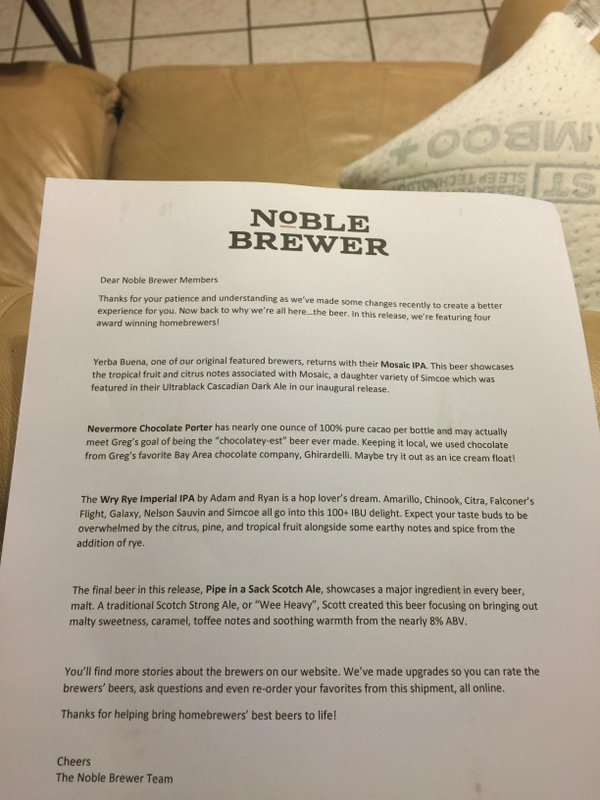 BAMBOO +
RESEARCH
SLEEP TECHNOLOGY
ST
NOBLE
BREWER
Dear Noble Brewer Members
Thanks for your patience and understanding as we've made some changes recently to create a better
experience for you. Now back to why we're all here...the beer. In this release, we're featuring four
award winning homebrewers!
Yerba Buena, one of our original featured brewers, returns with their Mosaic IPA. This beer showcases
the tropical fruit and citrus notes associated with Mosaic, a daughter variety of Simcoe which was
featured in their Ultrablack Cascadian Dark Ale in our inaugural release.
Nevermore Chocolate Porter has nearly one ounce of 100% pure cacao per bottle and may actually
meet Greg's goal of being the "chocolatey-est" beer ever made. Keeping it local, we used chocolate
from Greg's favorite Bay Area chocolate company, Ghirardelli. Maybe try it out as an ice cream float!
The Wry Rye Imperial IPA by Adam and Ryan is a hop lover's dream. Amarillo, Chinook, Citra, Falconer's
Flight, Galaxy, Nelson Sauvin and Simcoe all go into this 100+ IBU delight. Expect your taste buds to be
overwhelmed by the citrus, pine, and tropical fruit alongside some earthy notes and spice from the
addition of rye.
The final beer in this release, Pipe in a Sack Scotch Ale, showcases a major ingredient in every beer,
malt. A traditional Scotch Strong Ale, or "Wee Heavy", Scott created this beer focusing on bringing out
malty sweetness, caramel, toffee notes and soothing warmth from the nearly 8% ABV.
You'll find more stories about the brewers on our website. We've made upgrades so you can rate the
brewers' beers, ask questions and even re-order your favorites from this shipment, all online.
Thanks for helping bring homebrewers' best beers to life!
Cheers
The Noble Brewer Team